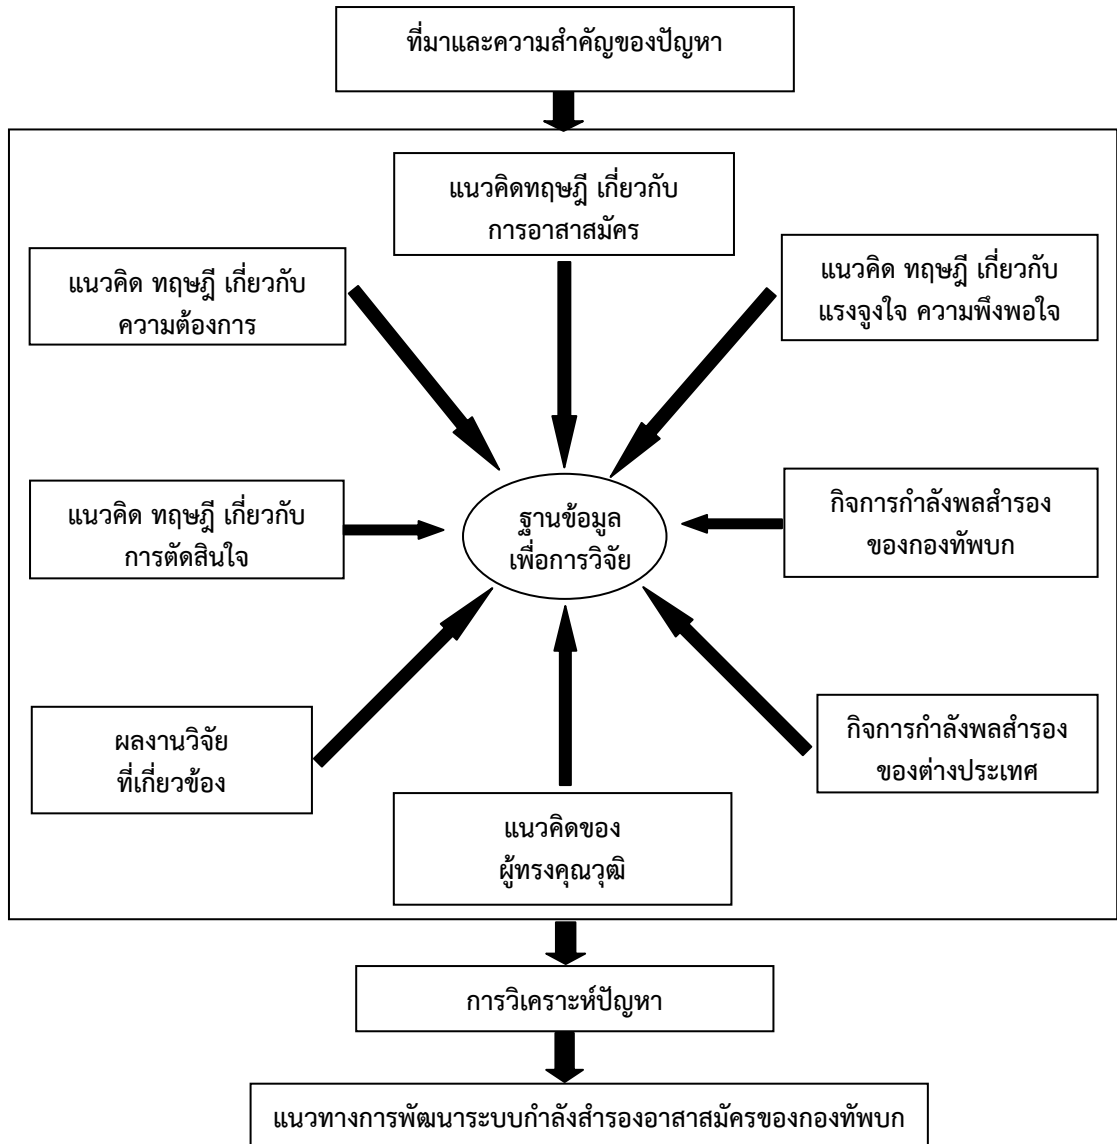 ที่มาและความสำคัญของปัญหา
แนวคิดทฤษฎี เกี่ยวกับ
การอาสาสมัคร
แนวคิด ทฤษฎี เกี่ยวกับ
ความต้องการ
แนวคิด ทฤษฎี เกี่ยวกับ
แรงจูงใจ ความพึงพอใจ
แนวคิด ทฤษฎี เกี่ยวกับ
การตัดสินใจ
ฐานข้อมูล
เพื่อการวิจัย
กิจการกำลังพลสำรอง
ของกองทัพบก
ผลงานวิจัย
ที่เกี่ยวข้อง
กิจการกำลังพลสำรอง
ของต่างประเทศ
แนวคิดของ
ผู้ทรงคุณวุฒิ
การวิเคราะห์ปัญหา
แนวทางการพัฒนาระบบกำลังสำรองอาสาสมัครของกองทัพบก